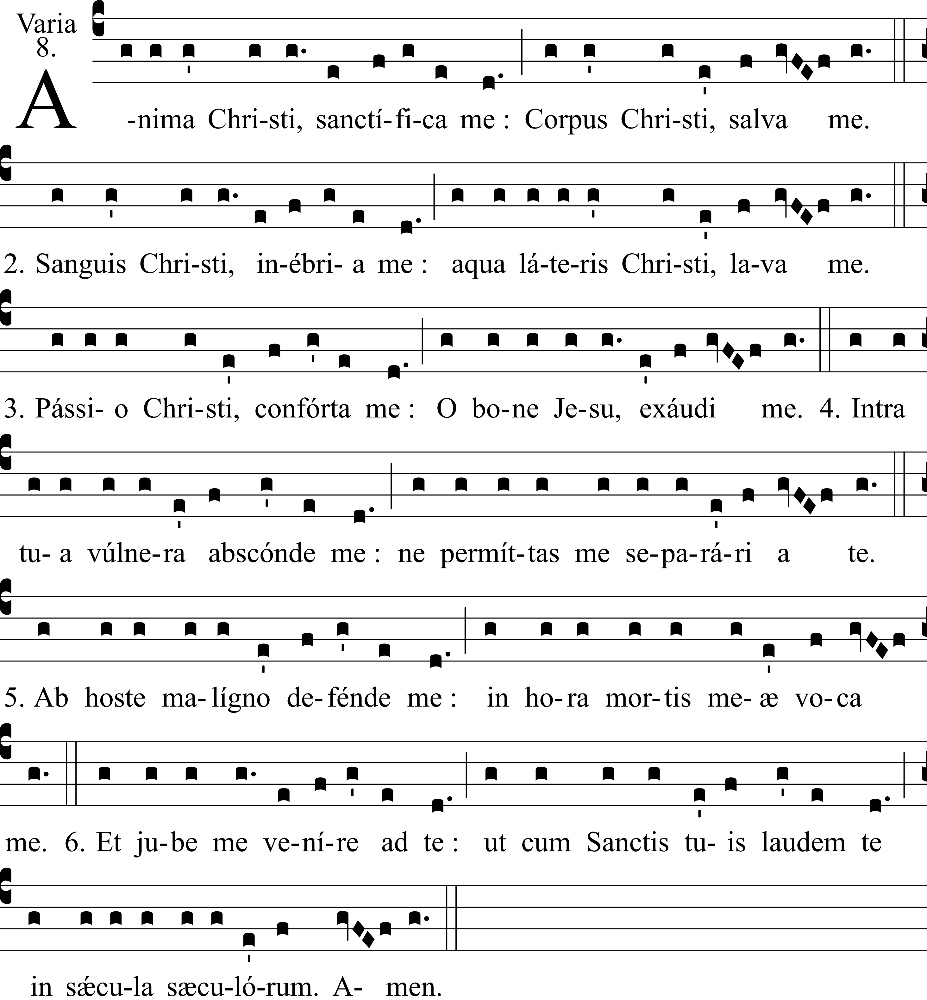 Varia
8.
A-nima Chri-sti, sanctí-fi-ca me : Corpus Chri-sti, salva me.
2. Sanguis Chri-sti, in-ébri- a me : aqua lá-te-ris Chri-sti, la-va me.
3. Pássi- o Chri-sti, confórta me : O bo-ne Je-su, exáudi me. 4. Intra
tu- a vúlne-ra abscónde me : ne permít-tas me se-pa-rá-ri a te.
5. Ab hoste ma-lígno de-fénde me : in ho-ra mor-tis me- æ vo-ca
me. 6. Et ju-be me ve-ní-re ad te : ut cum Sanctis tu- is laudem te
in sǽcu-la sæcu-ló-rum. A- men.